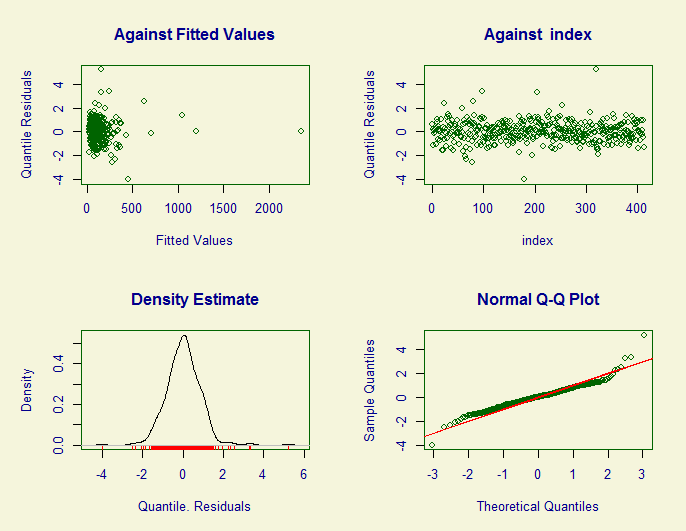 Against Fitted Values
Quantile Residuals
-4 -2 0 2 4
0 500 1000 1500 2000
Fitted Values
Against index
Quantile Residuals
-4 -2 0 2 4
0 100 200 300 400
index
Density Estimate
Density
0.0 0.2 0.4
-4 -2 0 2 4 6
Quantile. Residuals
Normal Q-Q Plot
Sample Quantiles
-4 -2 0 2 4
-3 -2 -1 0 1 2 3
Theoretical Quantiles